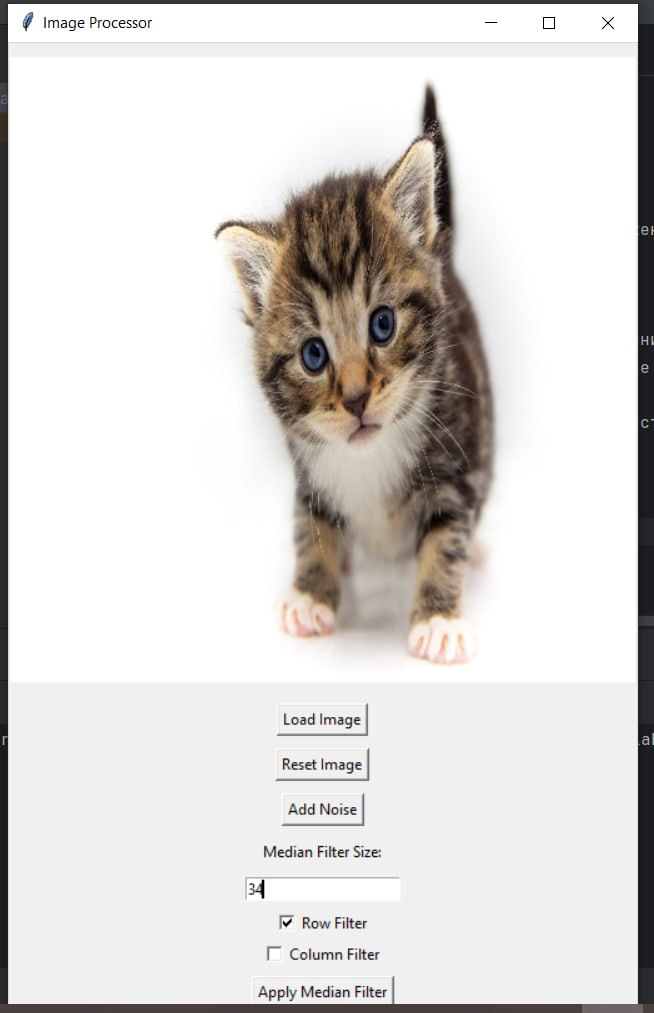 Image Processor
Load Image
Reset Image
Add Noise
Median Filter Size:
34
Row Filter
Column Filter
Apply Median Filter